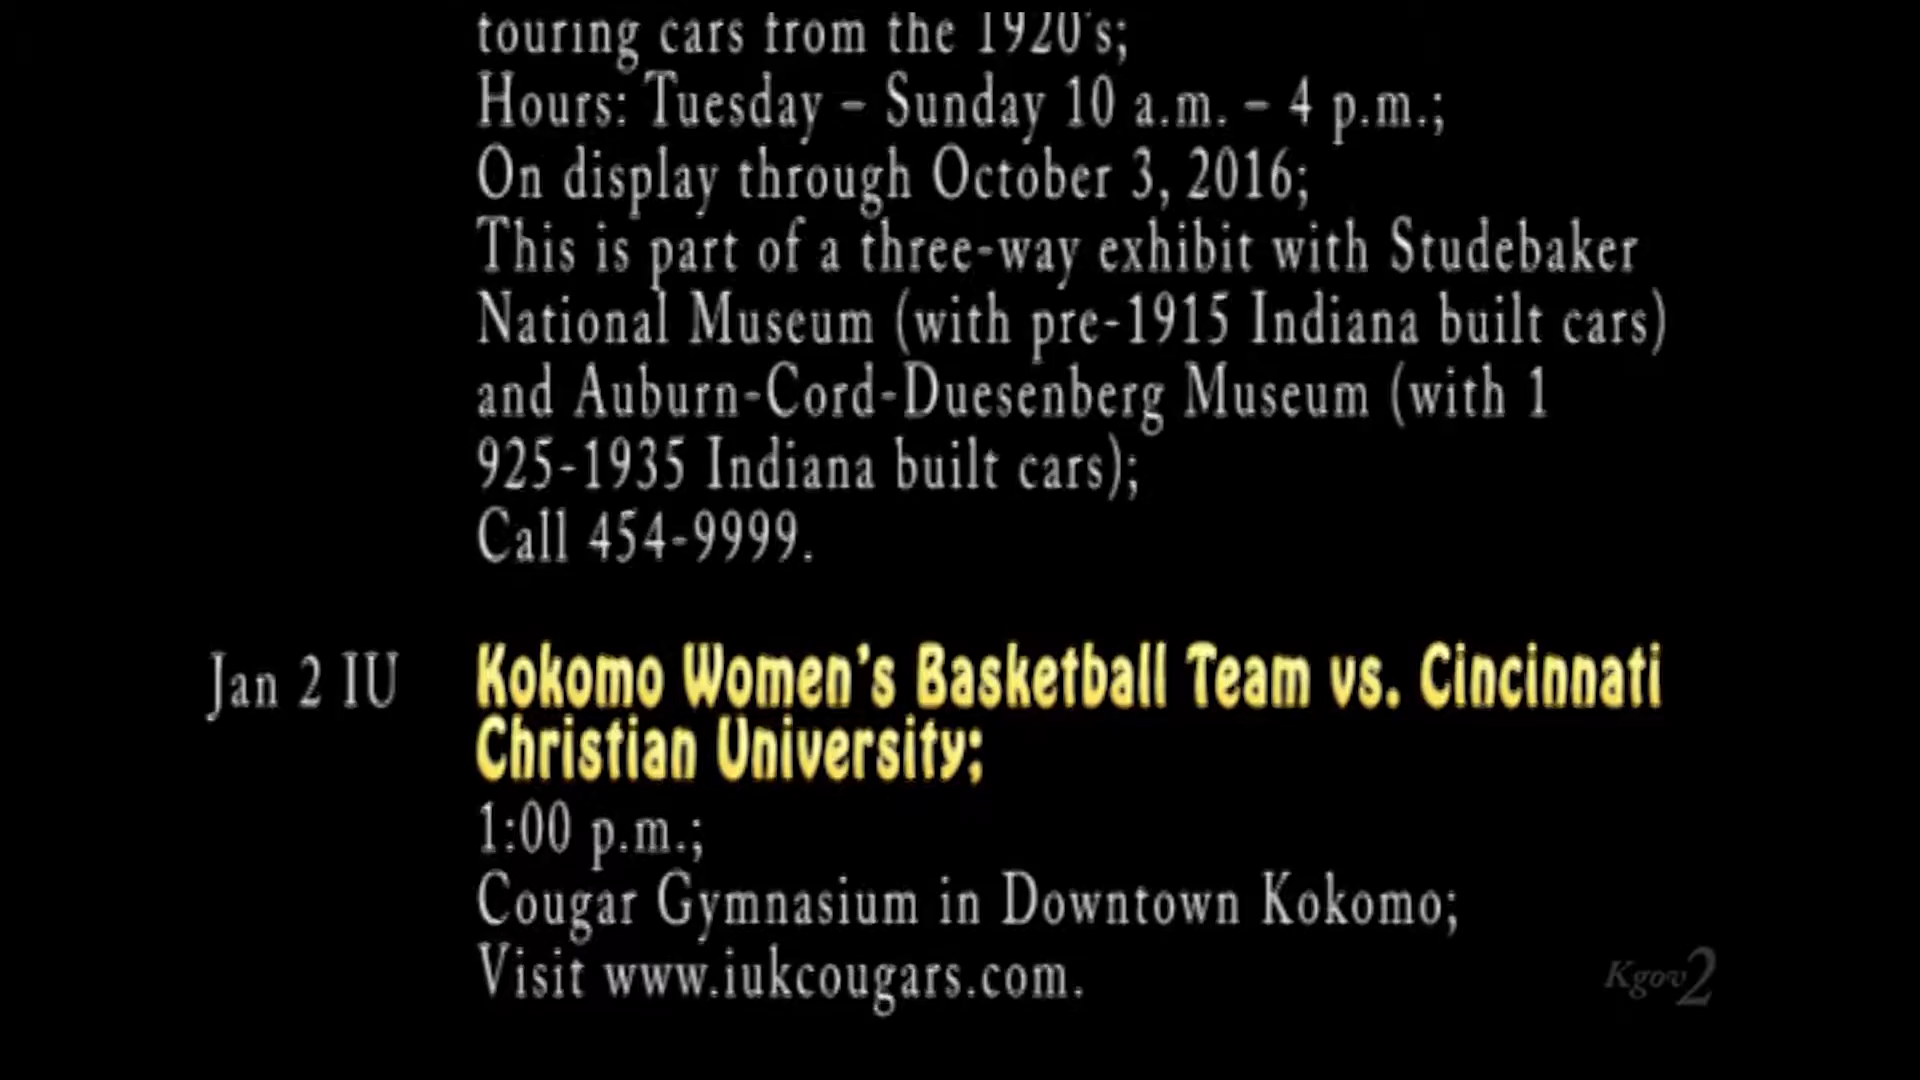 touring cars from the 1920's;
Hours: Tuesday – Sunday 10 a.m. – 4 p.m.;
On display through October 3, 2016;
This is part of a three-way exhibit with Studebaker
National Museum (with pre-1915 Indiana built cars)
and Auburn-Cord-Duesenberg Museum (with 1
925-1935 Indiana built cars);
Call 454-9999.
Jan 2 IU Kokomo Women's Basketball Team vs. Cincinnati
Christian University;
1:00 p.m.;
Cougar Gymnasium in Downtown Kokomo;
Visit www.iukcougars.com.
Kgov2